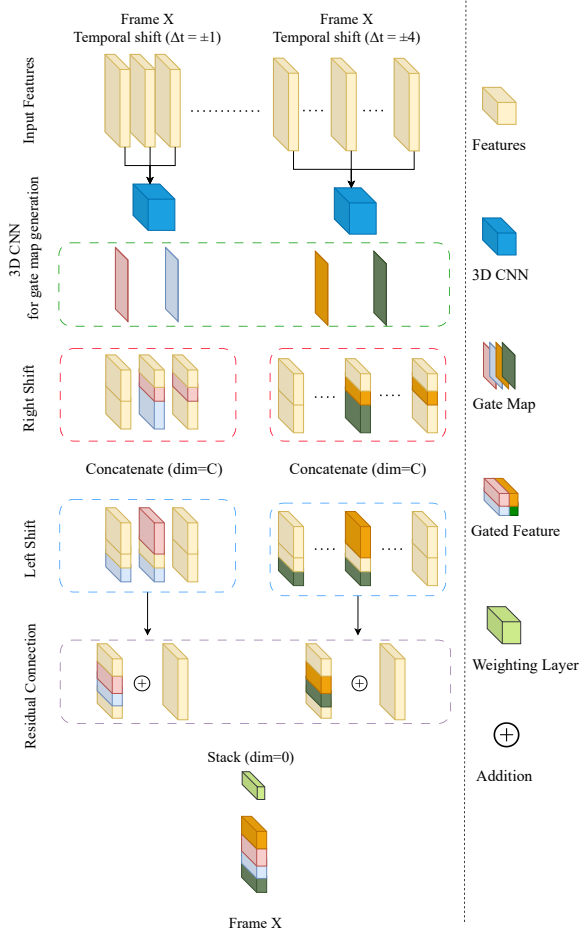 Frame X
Temporal shift (Δt = ±1)
Frame X
Temporal shift (Δt = ±4)
Input Features
Features
3D CNN
for gate map generation
3D CNN
Right Shift
Gate Map
Concatenate (dim=C)
Concatenate (dim=C)
Left Shift
Gated Feature
Residual Connection
Weighting Layer
Stack (dim=0)
Addition
Frame X